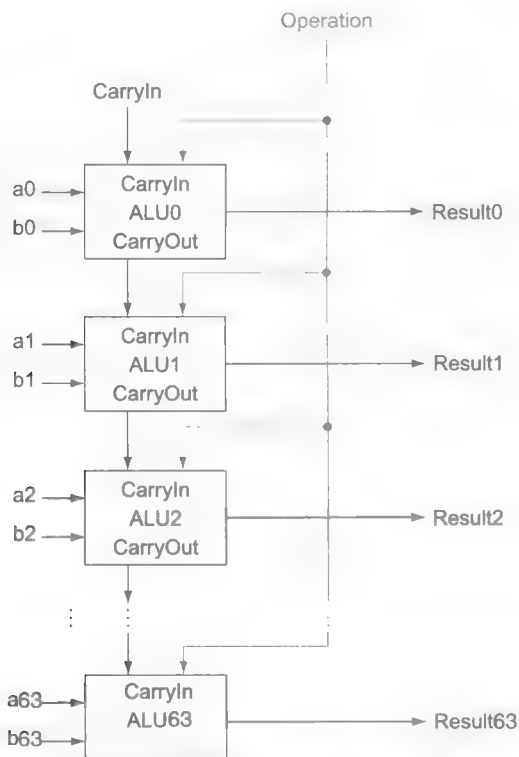 Operation
CarryIn
a0
b0
CarryIn
ALU0
CarryOut
Result0
a1
b1
CarryIn
ALU1
CarryOut
Result1
a2
b2
CarryIn
ALU2
CarryOut
Result2
a63
b63
CarryIn
ALU63
Result63